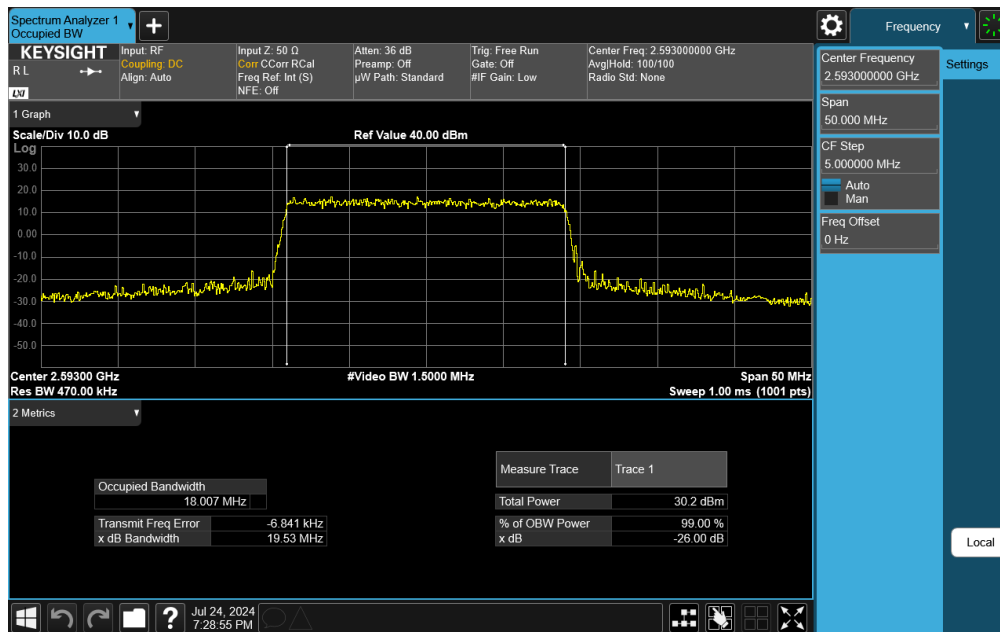 Spectrum Analyzer 1
Occupied BW
Frequency
KEYSIGHT
R L
LXI
Input: RF
Coupling: DC
Align: Auto
Input Z: 50 Ω
Corr CCorr RCal
Freq Ref: Int (S)
NFE: Off
Atten: 36 dB
Preamp: Off
µW Path: Standard
Trig: Free Run
Gate: Off
#IF Gain: Low
Center Freq: 2.593000000 GHz
Avg|Hold: 100/100
Radio Std: None
Center Frequency
2.593000000 GHz
Settings
Span
50.000 MHz
CF Step
5.000000 MHz
Auto
Man
Freq Offset
0 Hz
Local
1 Graph
Scale/Div 10.0 dB
Ref Value 40.00 dBm
Log
30.0
20.0
10.0
0.00
-10.0
-20.0
-30.0
-40.0
-50.0
Center 2.59300 GHz
#Video BW 1.5000 MHz
Span 50 MHz
Res BW 470.00 kHz
Sweep 1.00 ms (1001 pts)
2 Metrics
Measure Trace Trace 1
Occupied Bandwidth
18.007 MHz
Total Power 30.2 dBm
Transmit Freq Error -6.841 kHz
% of OBW Power 99.00 %
x dB Bandwidth 19.53 MHz
x dB -26.00 dB
?
Jul 24, 2024
7:28:55 PM